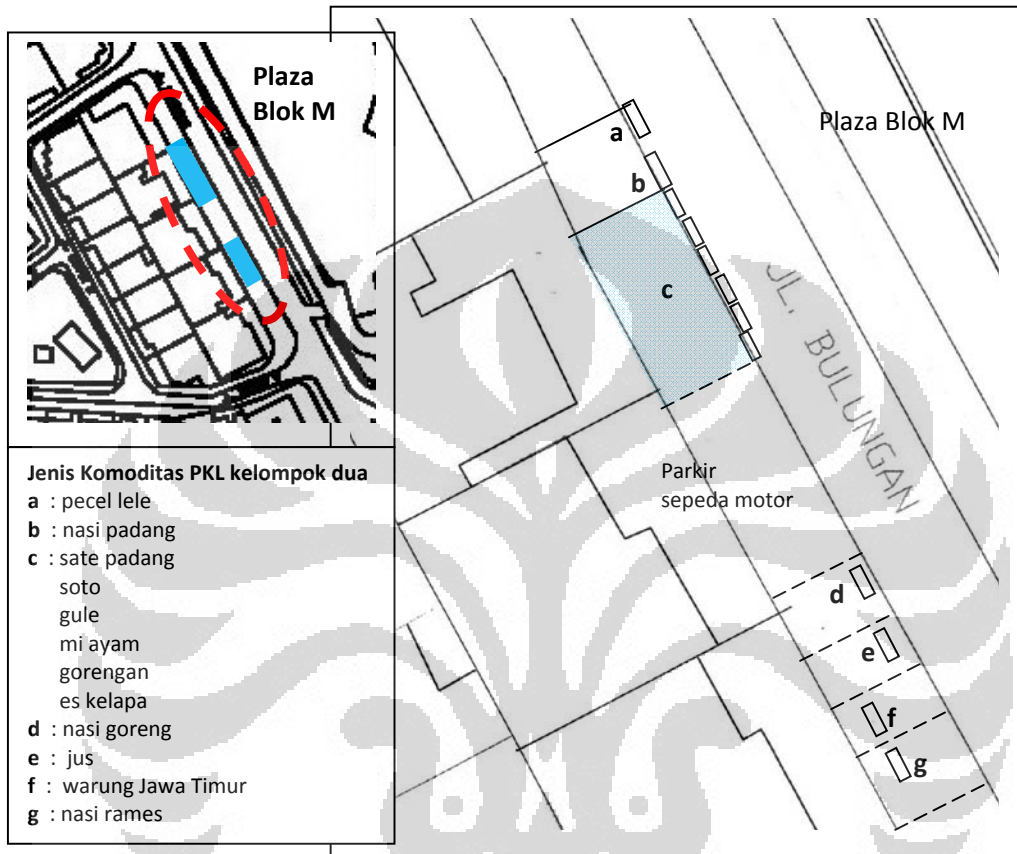 Plaza
Blok M
Jenis Komoditas PKL kelompok dua
a : pecel lele
b : nasi padang
c : sate padang
soto
gule
mi ayam
gorengan
es kelapa
d : nasi goreng
e : jus
f : warung Jawa Timur
g : nasi rames
Plaza Blok M
a
b
c
JL. BULUNGAN
Parkir
sepeda motor
d
e
f
g